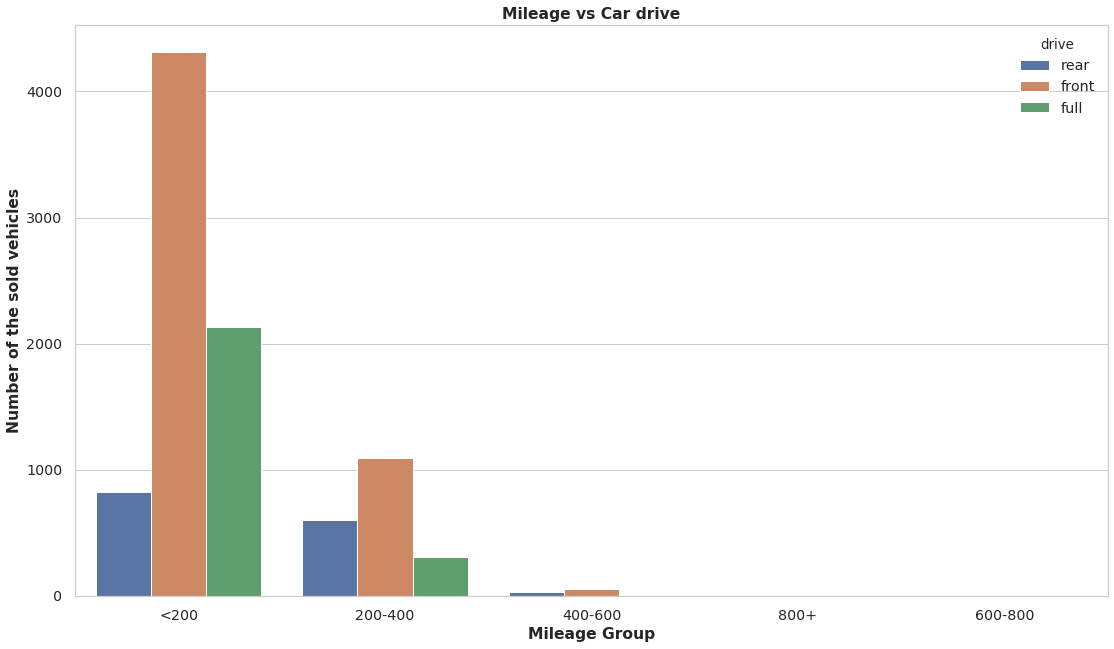 Mileage vs Car drive
drive
rear
front
full
Number of the sold vehicles
4000
3000
2000
1000
0
<200
200-400
400-600
800+
600-800
Mileage Group